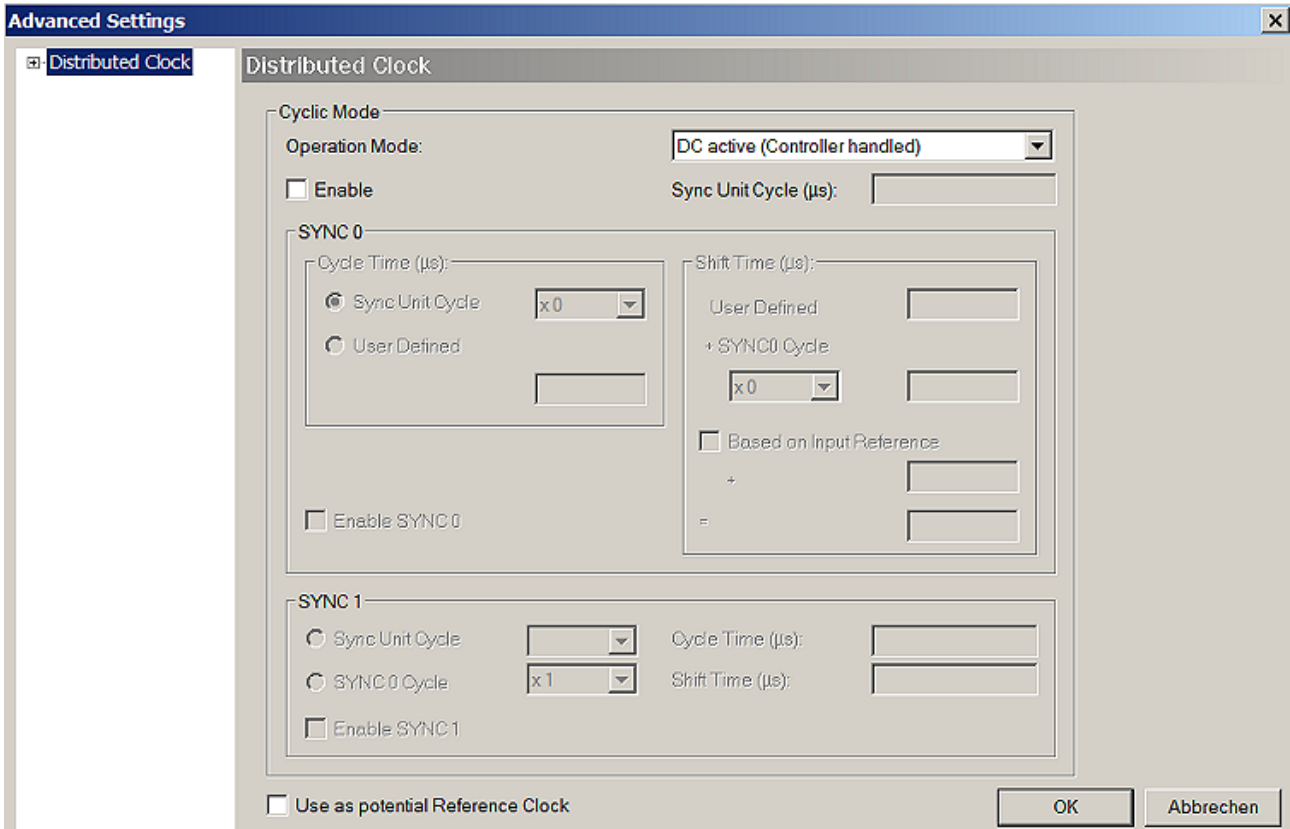 Advanced Settings
Distributed Clock
Distributed Clock
Cyclic Mode
Operation Mode:
DC active (Controller handled)
Enable
Sync Unit Cycle (µs):
SYNC 0
Cycle Time (µs):
Shift Time (µs):
Sync Unit Cycle
x 0
User Defined
User Defined
+ SYNC0 Cycle
x 0
Based on Input Reference
+
Enable SYNC 0
=
SYNC 1
Sync Unit Cycle
Cycle Time (µs):
SYNC 0 Cycle
x 1
Shift Time (µs):
Enable SYNC 1
Use as potential Reference Clock
OK
Abbrechen